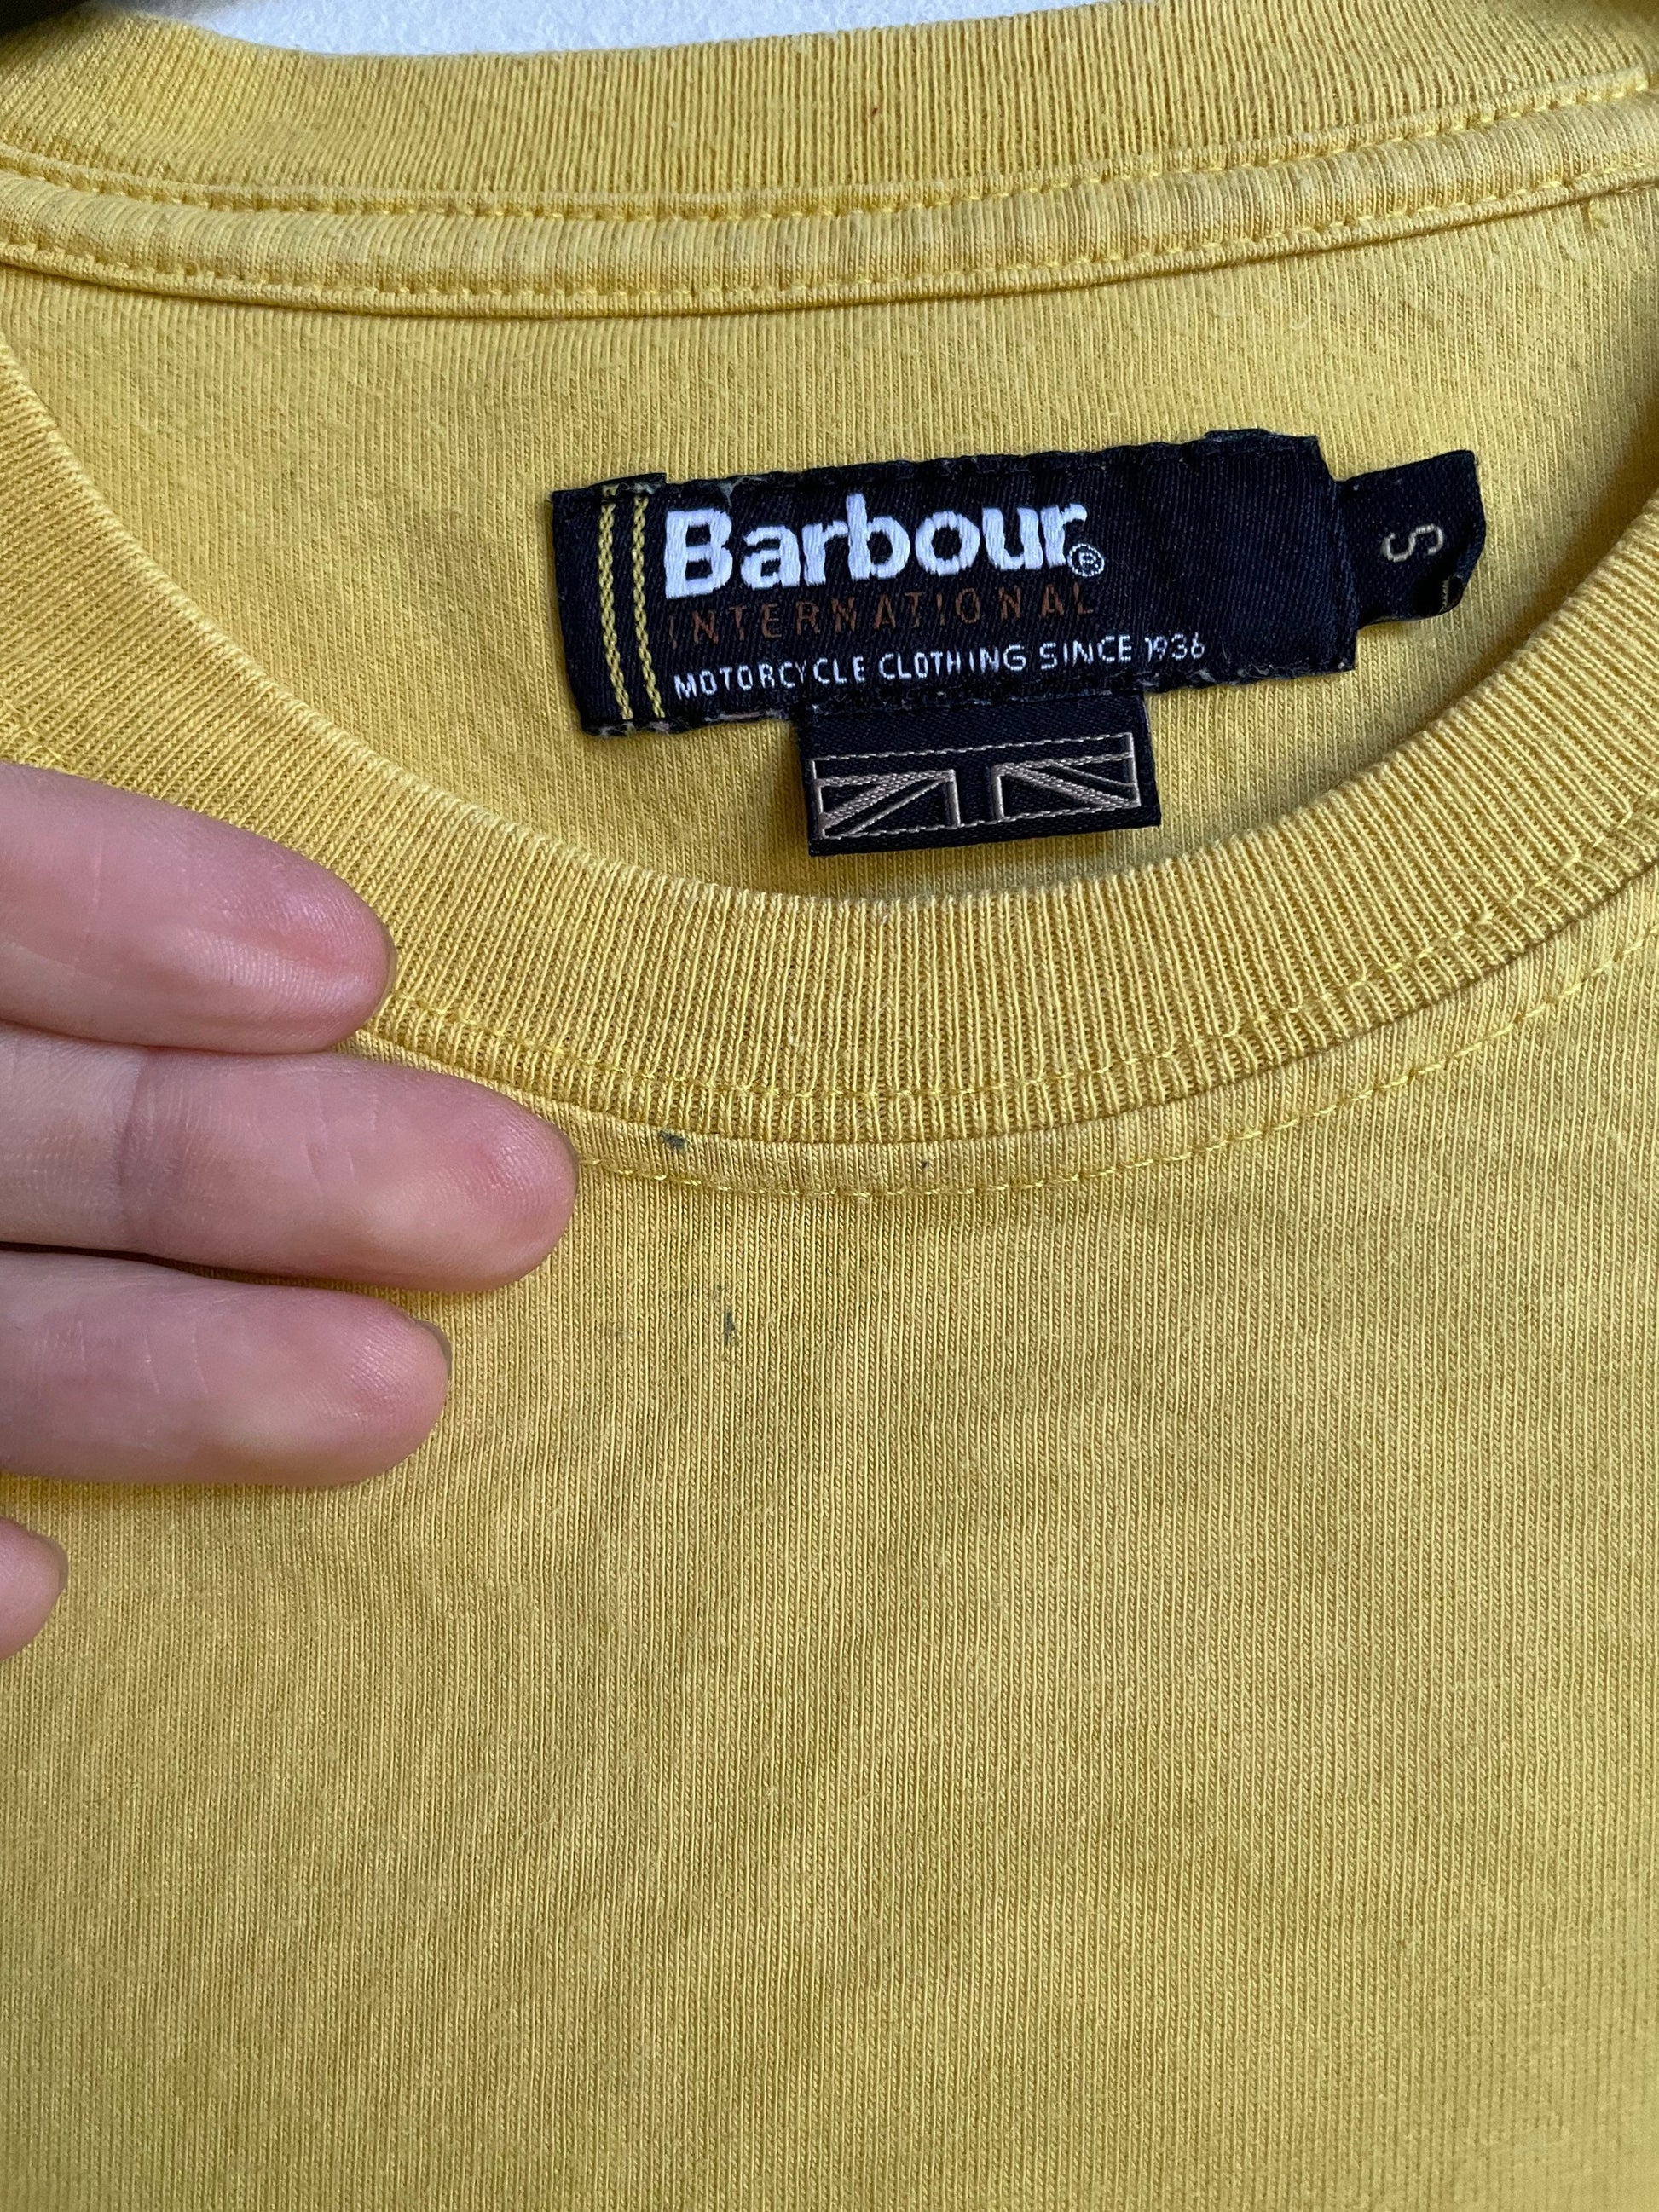 Barbour®
INTERNATIONAL
MOTORCYCLE CLOTHING SINCE 1936
S